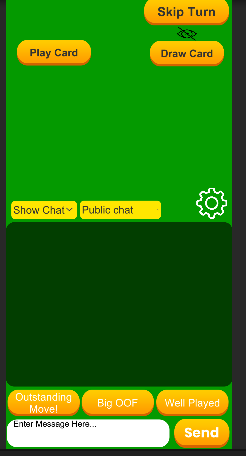 Skip Turn
Play Card
Draw Card
Show Chat
Public chat
Outstanding
Move!
Big OOF
Well Played
Enter Message Here...
Send